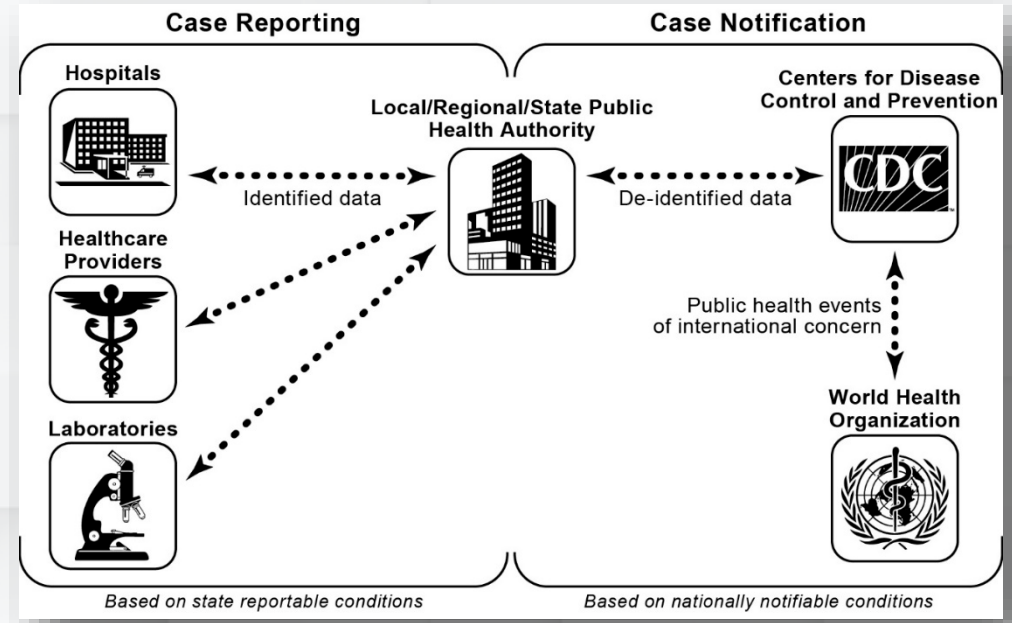 Case Reporting
Case Notification
Hospitals
Local/Regional/State Public
Health Authority
Centers for Disease
Control and Prevention
CDC
Identified data
De-identified data
Healthcare
Providers
Public health events
of international concern
Laboratories
World Health
Organization
Based on state reportable conditions
Based on nationally notifiable conditions